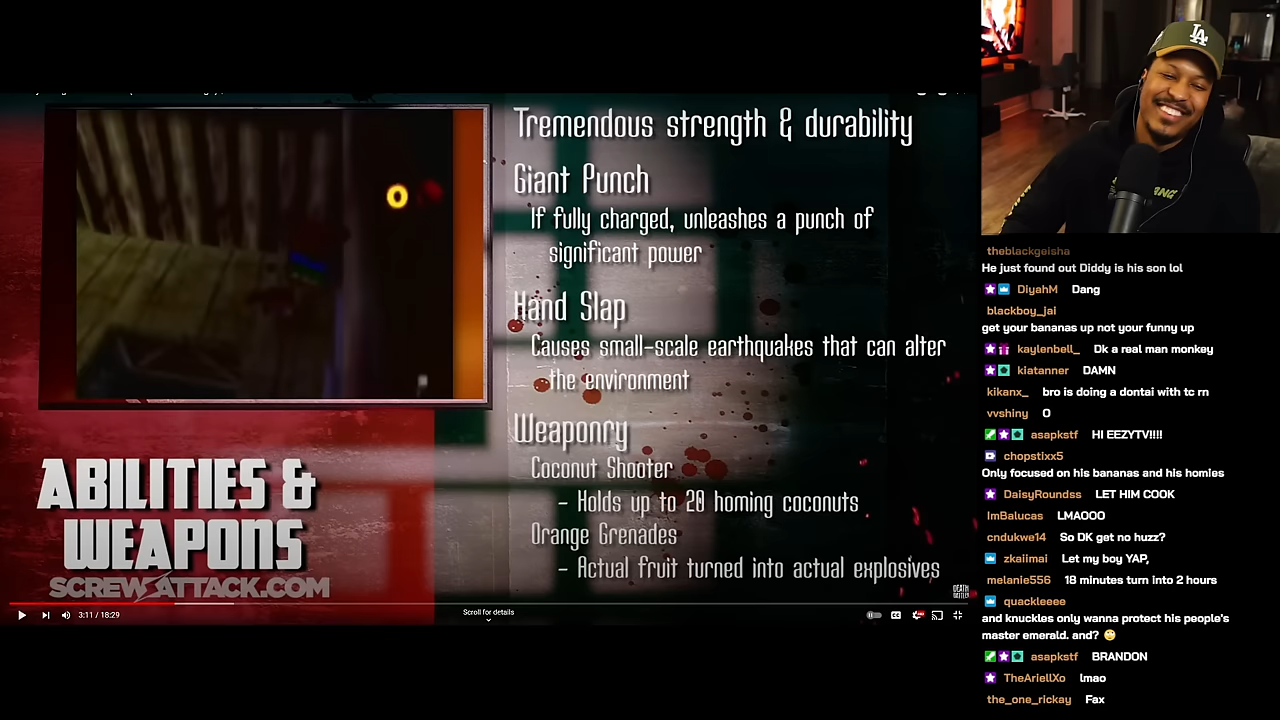 Tremendous strength & durability
Giant Punch
If fully charged, unleashes a punch of
significant power
Hand Slap
Causes small-scale earthquakes that can alter
the environment
Weaponry
Coconut Shooter
- Holds up to 20 homing coconuts
Orange Grenades
- Actual fruit turned into actual explosives
ABILITIES &
WEAPONS
SCREWATTACK.COM
DEATH
BATTLE!
3:11 / 18:29
Scroll for details
LA
theblackgeisha
He just found out Diddy is his son lol
DiyahM Dang
blackboy_jai
get your bananas up not your funny up
kaylenbell_ Dk a real man monkey
kiatanner DAMN
kikanx_ bro is doing a dontai with tc rn
vvshiny O
asapkstf HI EEZYTV!!!!
chopstixx5
Only focused on his bananas and his homies
DaisyRoundss LET HIM COOK
ImBalucas LMAOOO
cndukwe14 So DK get no huzz?
zkaiimai Let my boy YAP,
melanie556 18 minutes turn into 2 hours
quackleeee
and knuckles only wanna protect his people's
master emerald. and? 🙄
asapkstf BRANDON
TheAriellXo lmao
the_one_rickay Fax